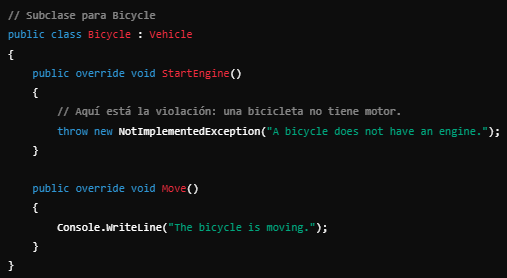 // Subclase para Bicycle
public class Bicycle : Vehicle
{
    public override void StartEngine()
    {
        // Aquí está la violación: una bicicleta no tiene motor.
        throw new NotImplementedException("A bicycle does not have an engine.");
    }

    public override void Move()
    {
        Console.WriteLine("The bicycle is moving.");
    }
}